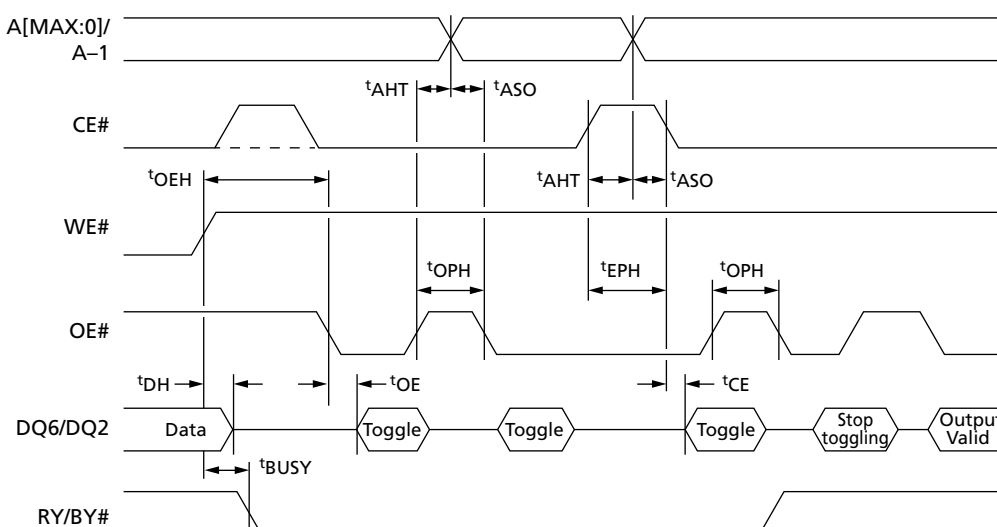 A[MAX:0]/
A–1
tAHT
tASO
CE#
tOEH
tAHT
tASO
WE#
tOPH
tEPH
tOPH
OE#
tDH
tOE
tCE
DQ6/DQ2
Data
Toggle
Toggle
Toggle
Stop
toggling
Output
Valid
tBUSY
RY/BY#